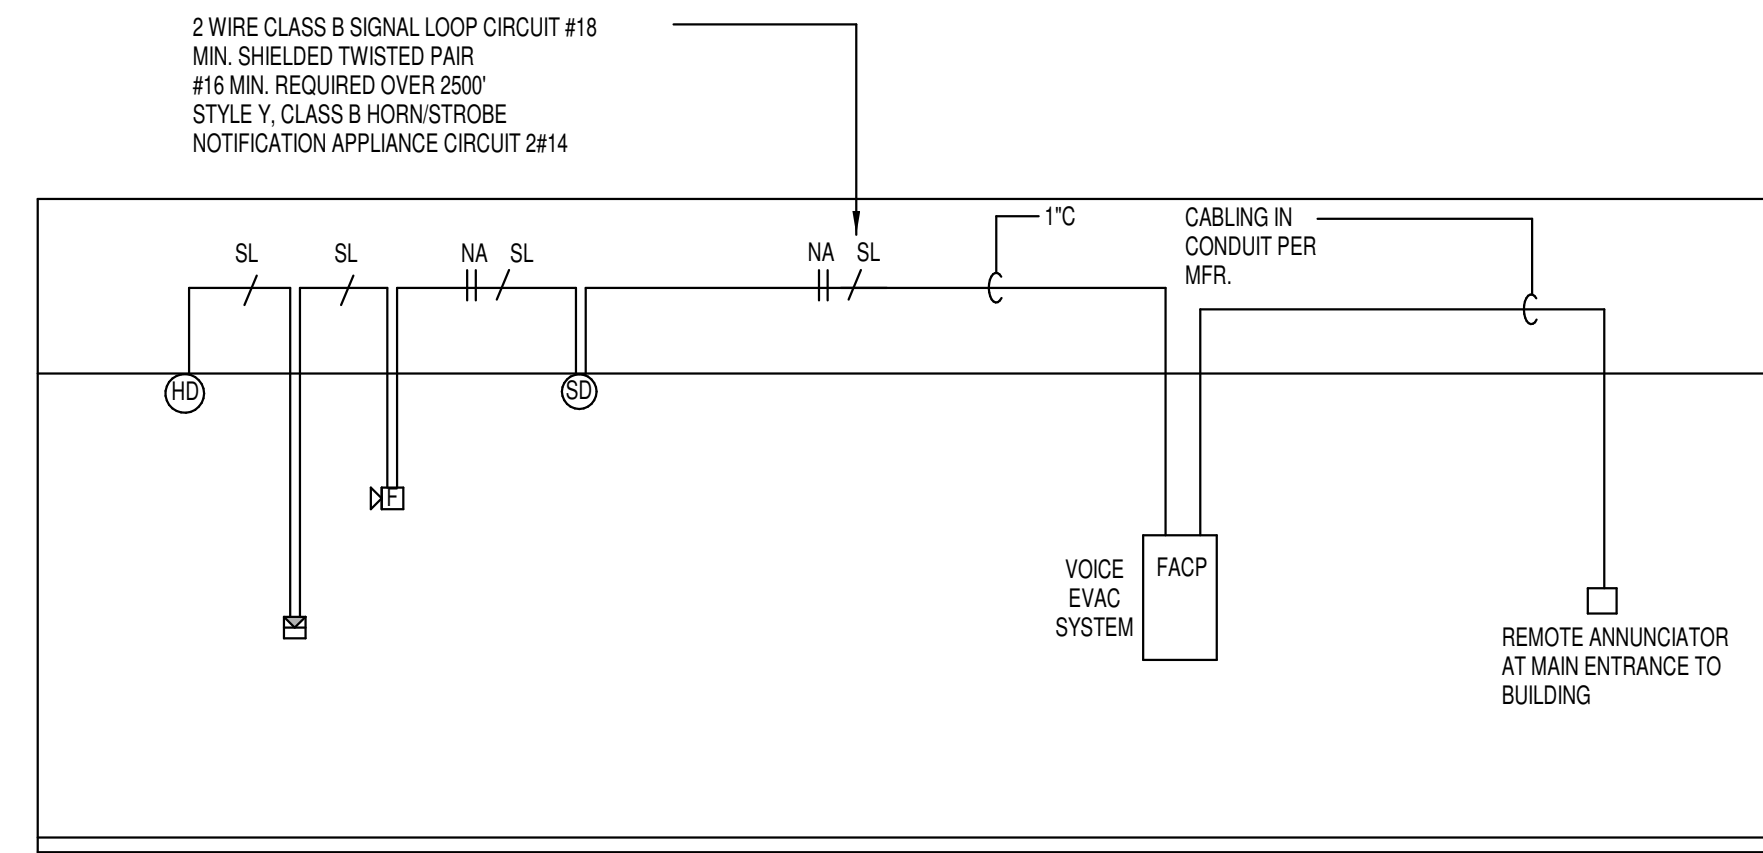 2 WIRE CLASS B SIGNAL LOOP CIRCUIT #18
MIN. SHIELDED TWISTED PAIR
#16 MIN. REQUIRED OVER 2500'
STYLE Y, CLASS B HORN/STROBE
NOTIFICATION APPLIANCE CIRCUIT 2#14
1"C
CABLING IN
CONDUIT PER
MFR.
SL
SL
NA SL
NA SL
HD
SD
F
VOICE
EVAC
SYSTEM
FACP
REMOTE ANNUNCIATOR
AT MAIN ENTRANCE TO
BUILDING